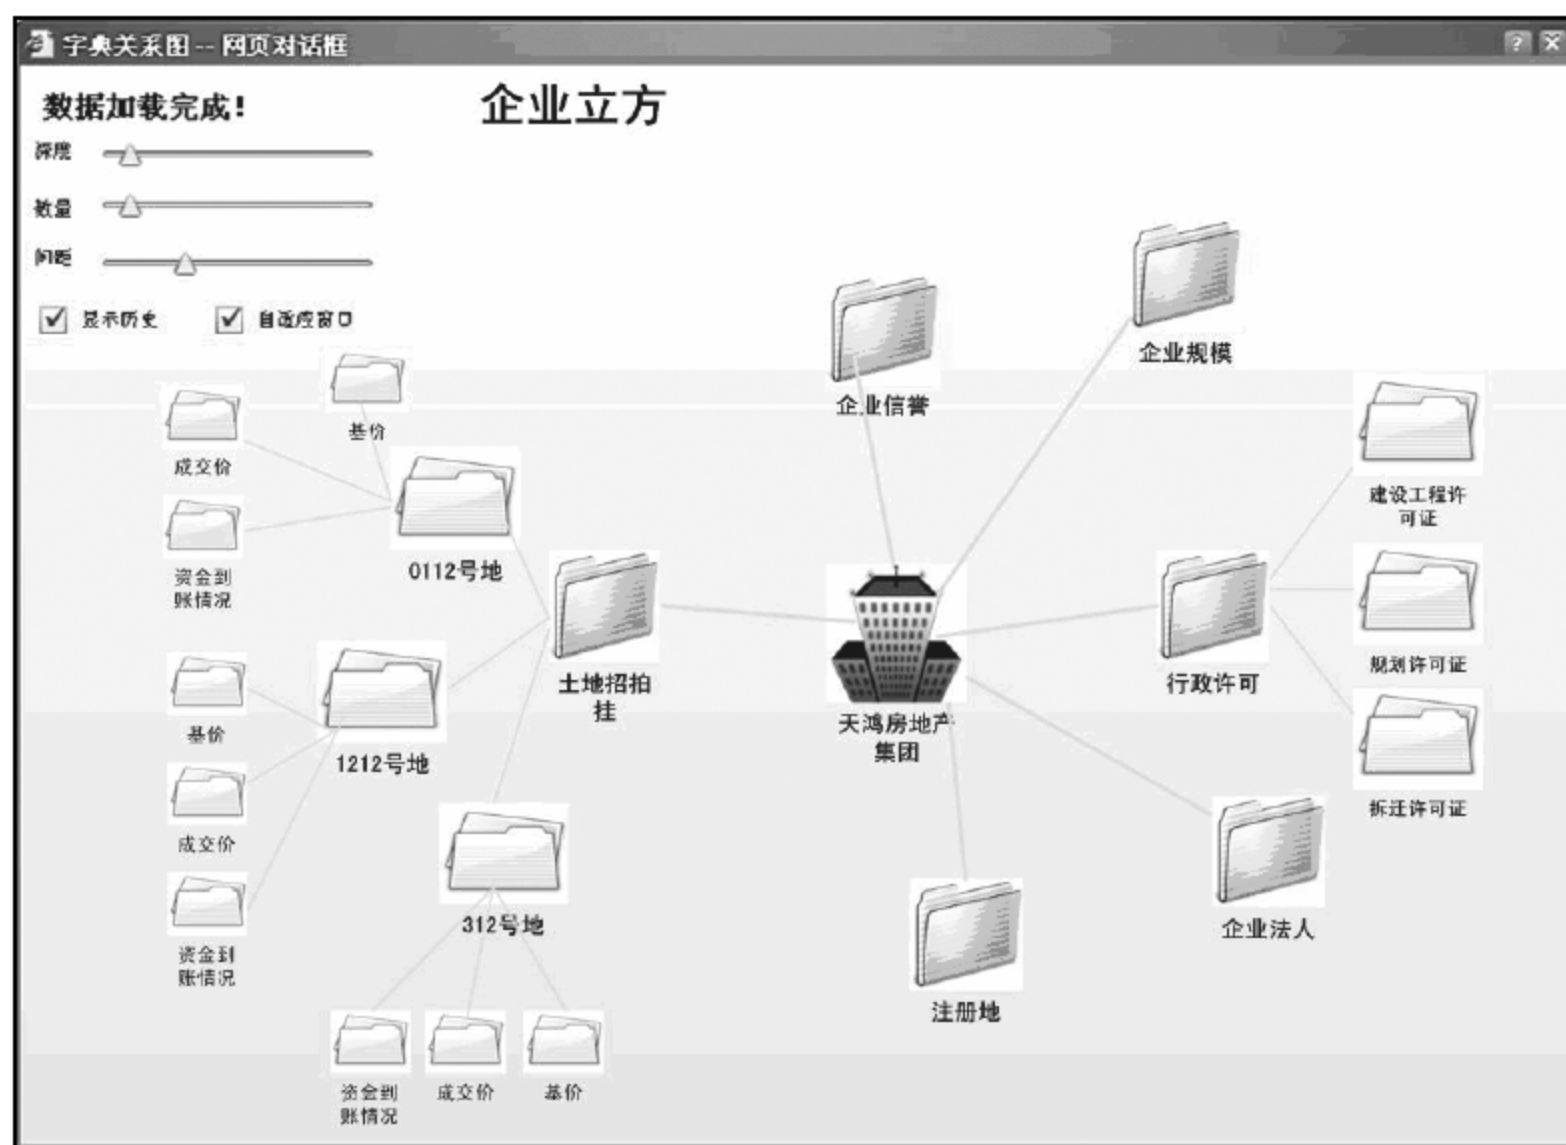 字典关系图 -- 网页对话框
数据加载完成!
企业立方
深度
数量
间距
显示历史
自适应窗口
企业规模
企业信誉
基价
成交价
资金到
账情况
0112号地
建设工程许
可证
规划许可证
拆迁许可证
行政许可
土地招拍
挂
天鸿房地产
集团
基价
1212号地
成交价
资金到
账情况
312号地
企业法人
注册地
资金到
账情况
成交价
基价